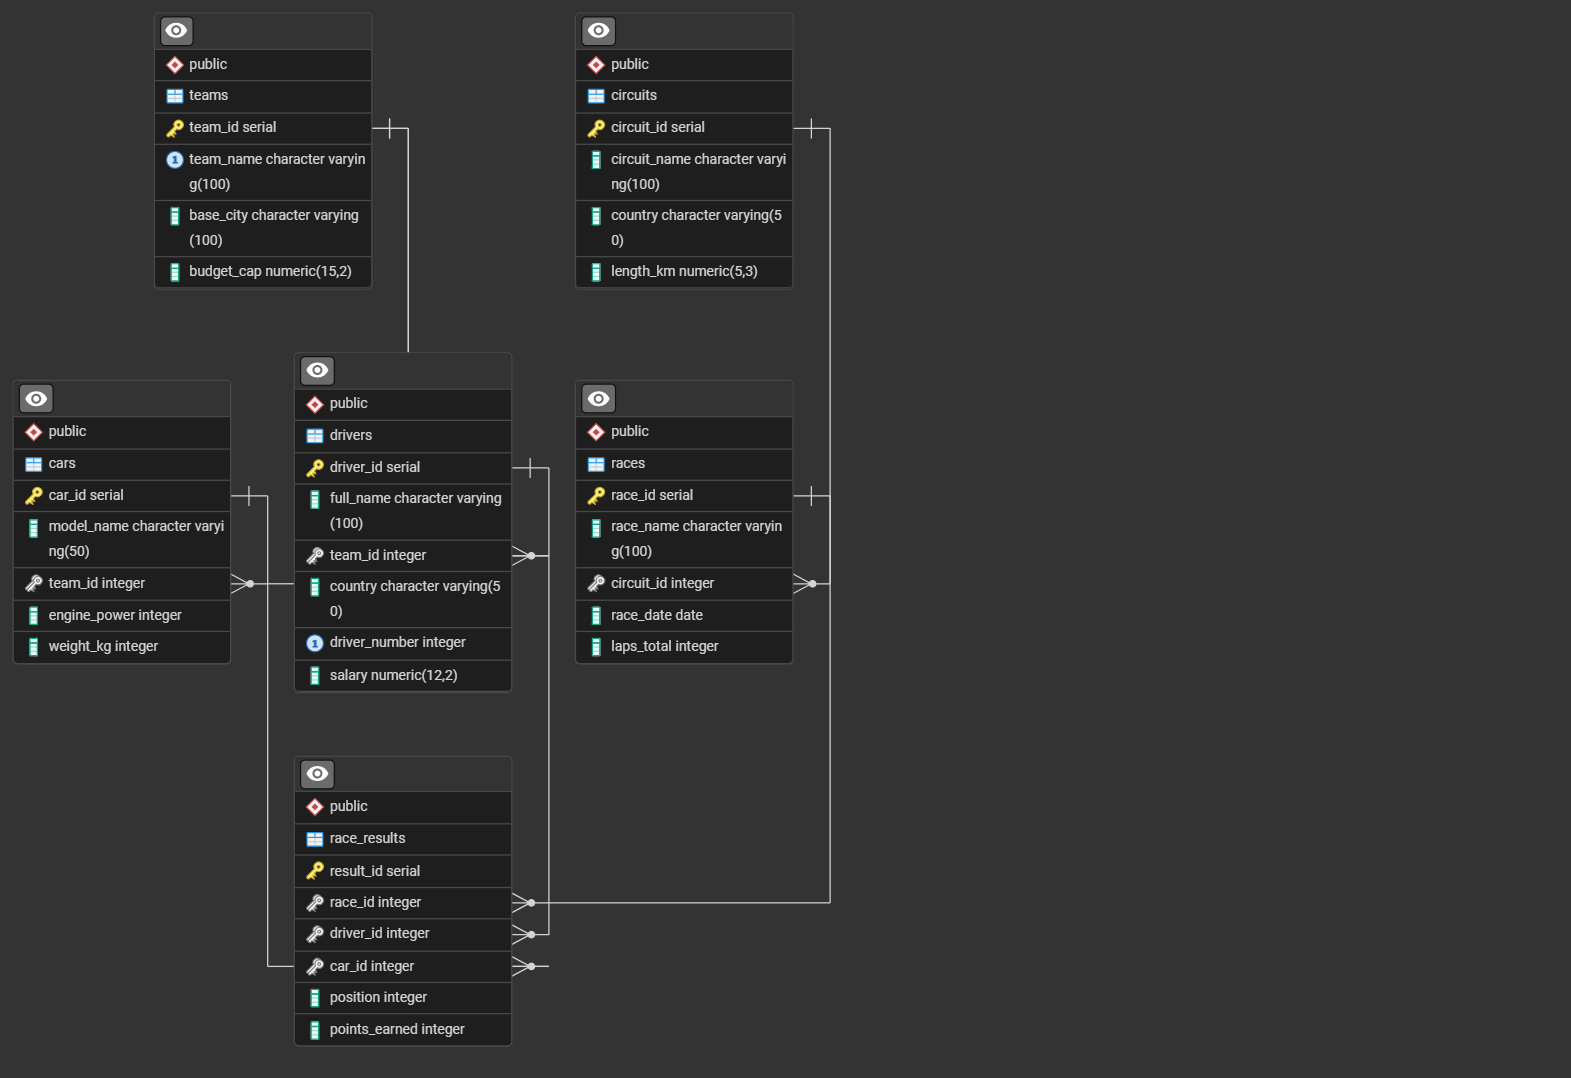 public
teams
team_id serial
team_name character varyin
g(100)
base_city character varying
(100)
budget_cap numeric(15,2)
public
circuits
circuit_id serial
circuit_name character varyi
ng(100)
country character varying(5
0)
length_km numeric(5,3)
public
cars
car_id serial
model_name character varyi
ng(50)
team_id integer
engine_power integer
weight_kg integer
public
drivers
driver_id serial
full_name character varying
(100)
team_id integer
country character varying(5
0)
1 driver_number integer
salary numeric(12,2)
public
races
race_id serial
race_name character varyin
g(100)
circuit_id integer
race_date date
laps_total integer
public
race_results
result_id serial
race_id integer
driver_id integer
car_id integer
position integer
points_earned integer